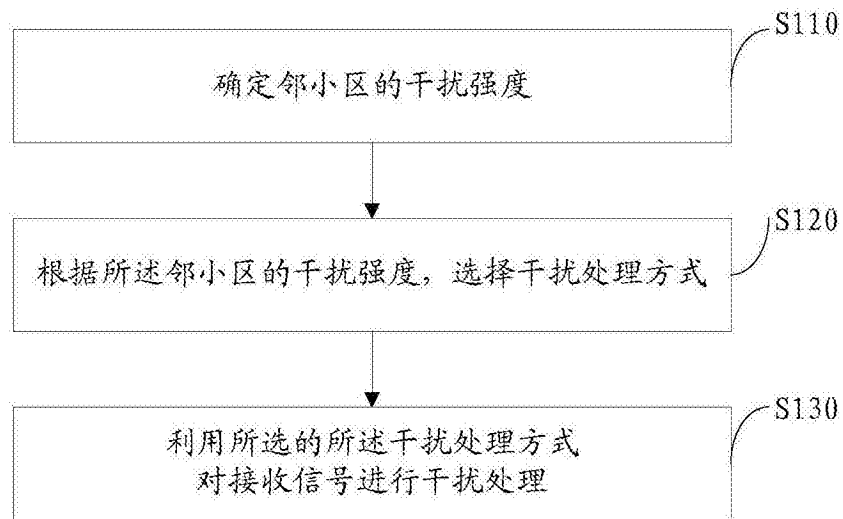 S110
确定邻小区的干扰强度
S120
根据所述邻小区的干扰强度，选择干扰处理方式
S130
利用所选的所述干扰处理方式
对接收信号进行干扰处理